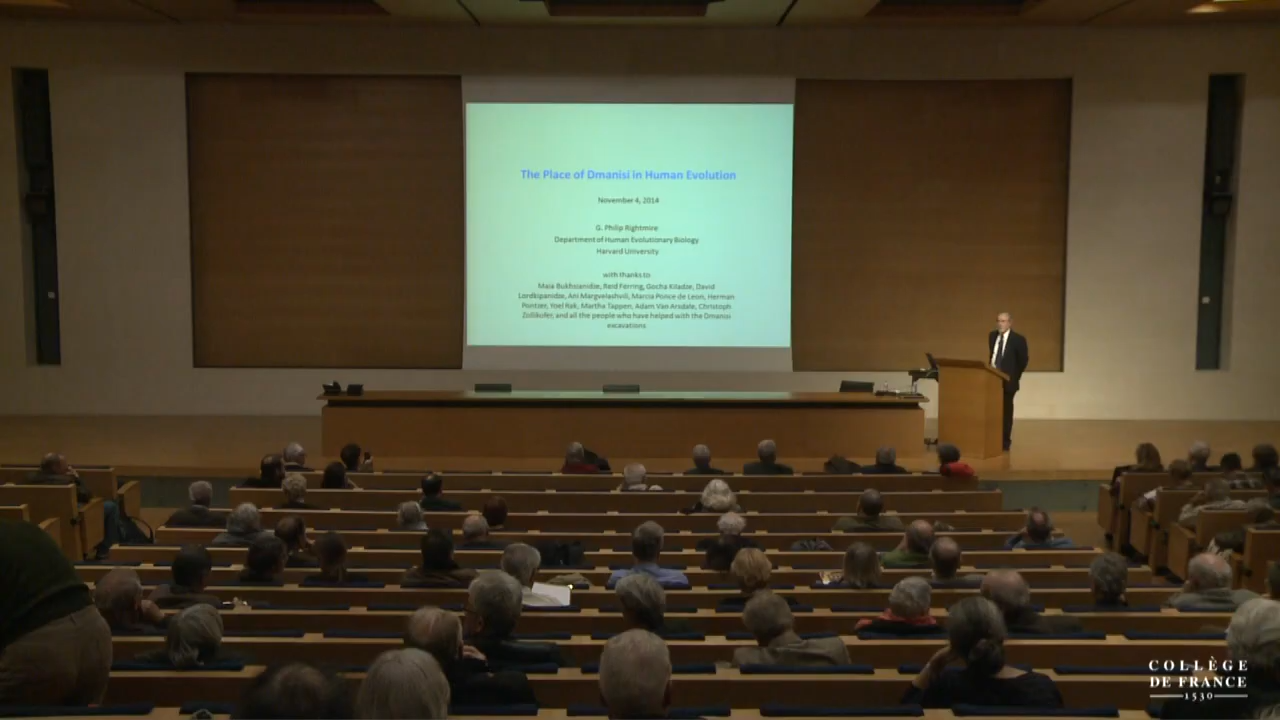 The Place of Dmanisi in Human Evolution
November 4, 2014
G. Philip Rightmire
Department of Human Evolutionary Biology
Harvard University
with thanks to
Maia Bukhsianidze, Reid Ferring, Gocha Kiladze, David
Lordkipanidze, Ani Margvelashvili, Marcia Ponce de Leon, Herman
Pontzer, Yoel Rak, Martha Tappen, Adam Van Arsdale, Christoph
Zollikofer, and all the people who have helped with the Dmanisi
excavations
COLLÈGE
DE FRANCE
1530